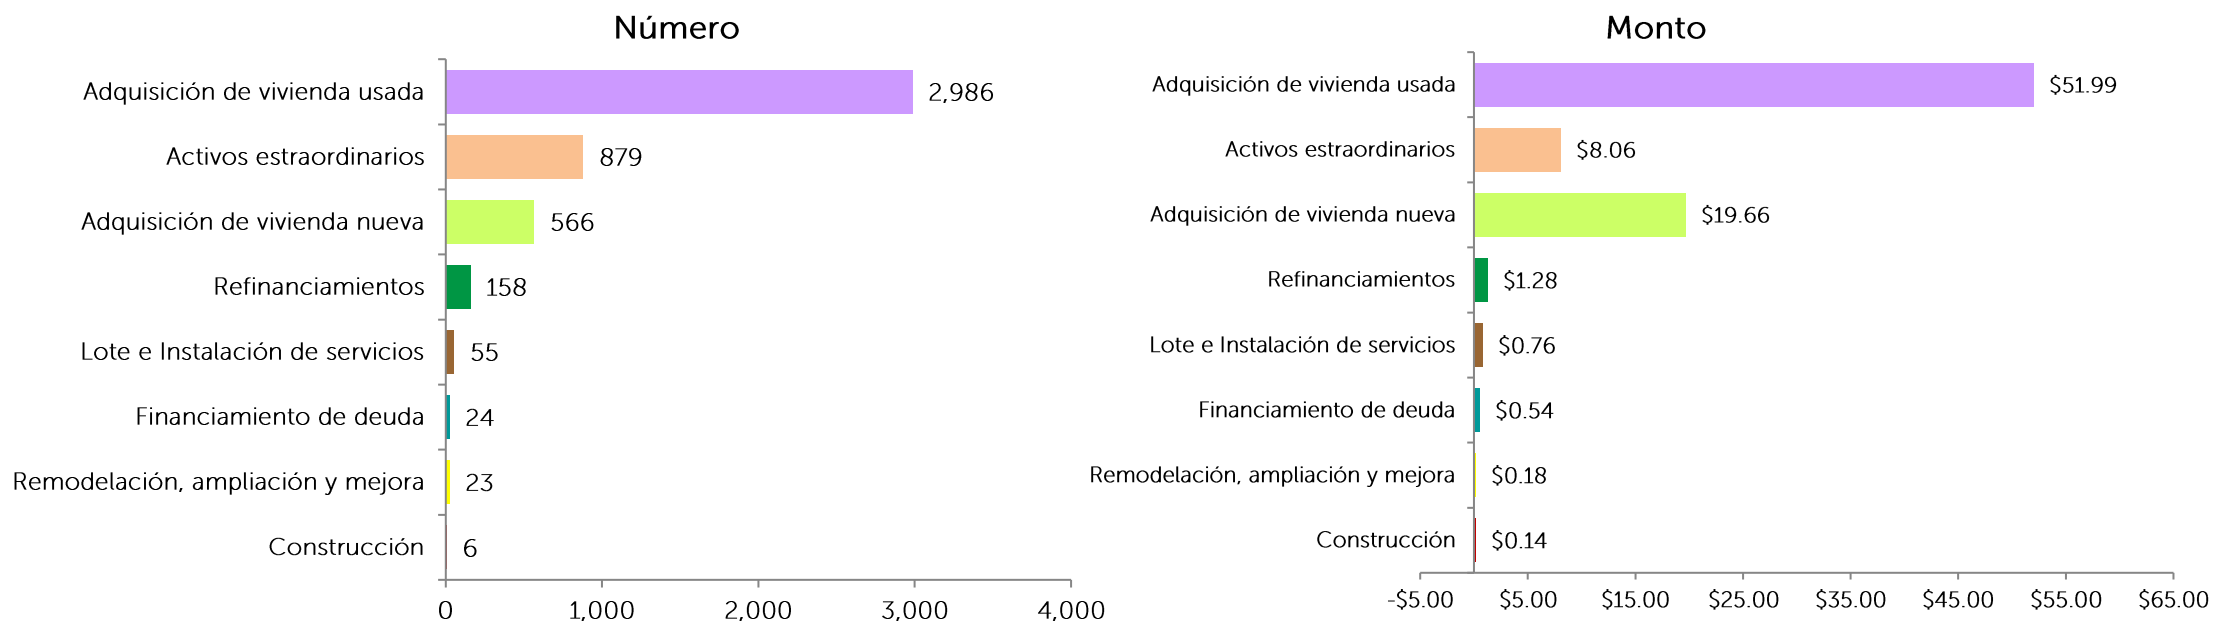 Número
Adquisición de vivienda usada 2,986
Activos estraordinarios 879
Adquisición de vivienda nueva 566
Refinanciamientos 158
Lote e Instalación de servicios 55
Financiamiento de deuda 24
Remodelación, ampliación y mejora 23
Construcción 6
0 1,000 2,000 3,000 4,000
Monto
Adquisición de vivienda usada $51.99
Activos estraordinarios $8.06
Adquisición de vivienda nueva $19.66
Refinanciamientos $1.28
Lote e Instalación de servicios $0.76
Financiamiento de deuda $0.54
Remodelación, ampliación y mejora $0.18
Construcción $0.14
-$5.00 $5.00 $15.00 $25.00 $35.00 $45.00 $55.00 $65.00